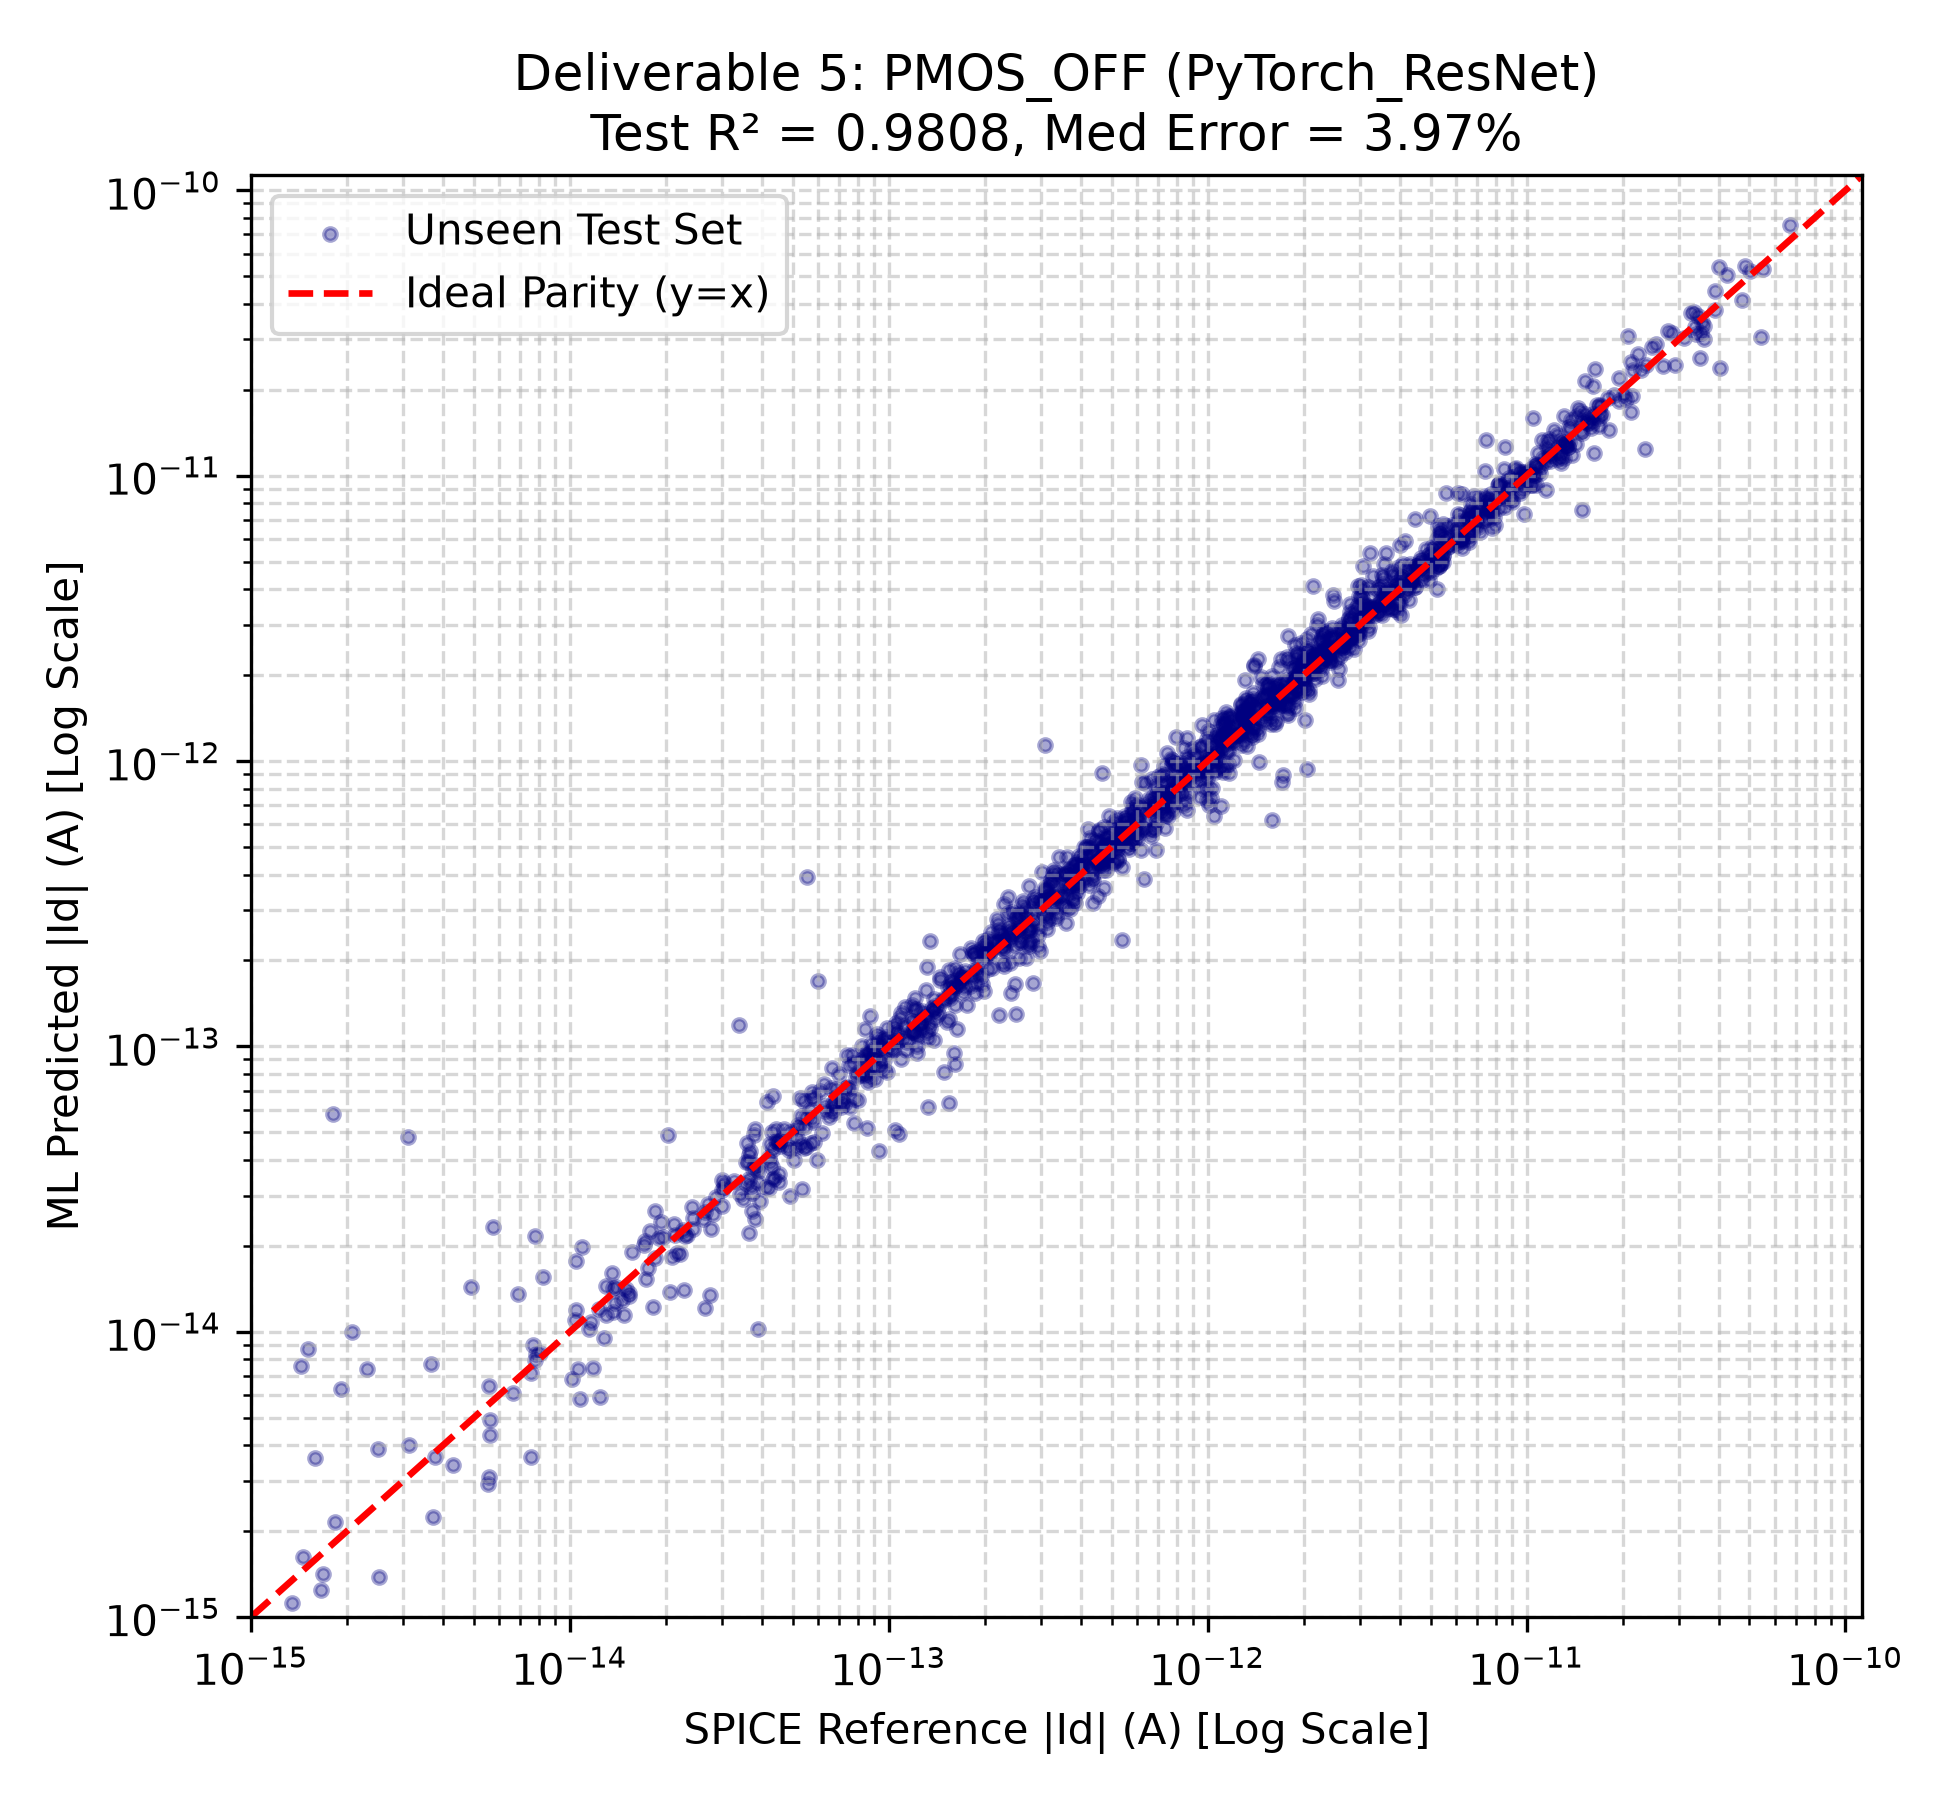 Deliverable 5: PMOS_OFF (PyTorch_ResNet)
Test R² = 0.9808, Med Error = 3.97%
Unseen Test Set
Ideal Parity (y=x)
ML Predicted |Id| (A) [Log Scale]
10⁻¹⁰
10⁻¹¹
10⁻¹²
10⁻¹³
10⁻¹⁴
10⁻¹⁵
10⁻¹⁵ 10⁻¹⁴ 10⁻¹³ 10⁻¹² 10⁻¹¹ 10⁻¹⁰
SPICE Reference |Id| (A) [Log Scale]